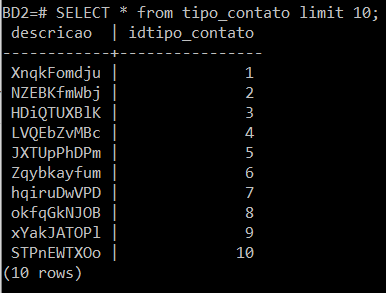 BD2=# SELECT * from tipo_contato limit 10;
 descricao  | idtipo_contato
------------+----------------
 XnqkFomdju |              1
 NZEBKfmWbj |              2
 HDiQTUXBlK |              3
 LVQEbZvMBc |              4
 JXTUpPhDPm |              5
 Zqybkayfum |              6
 hqiruDwVPD |              7
 okfqGkNJOB |              8
 xYakJATOPl |              9
 STPnEWTXOo |             10
(10 rows)